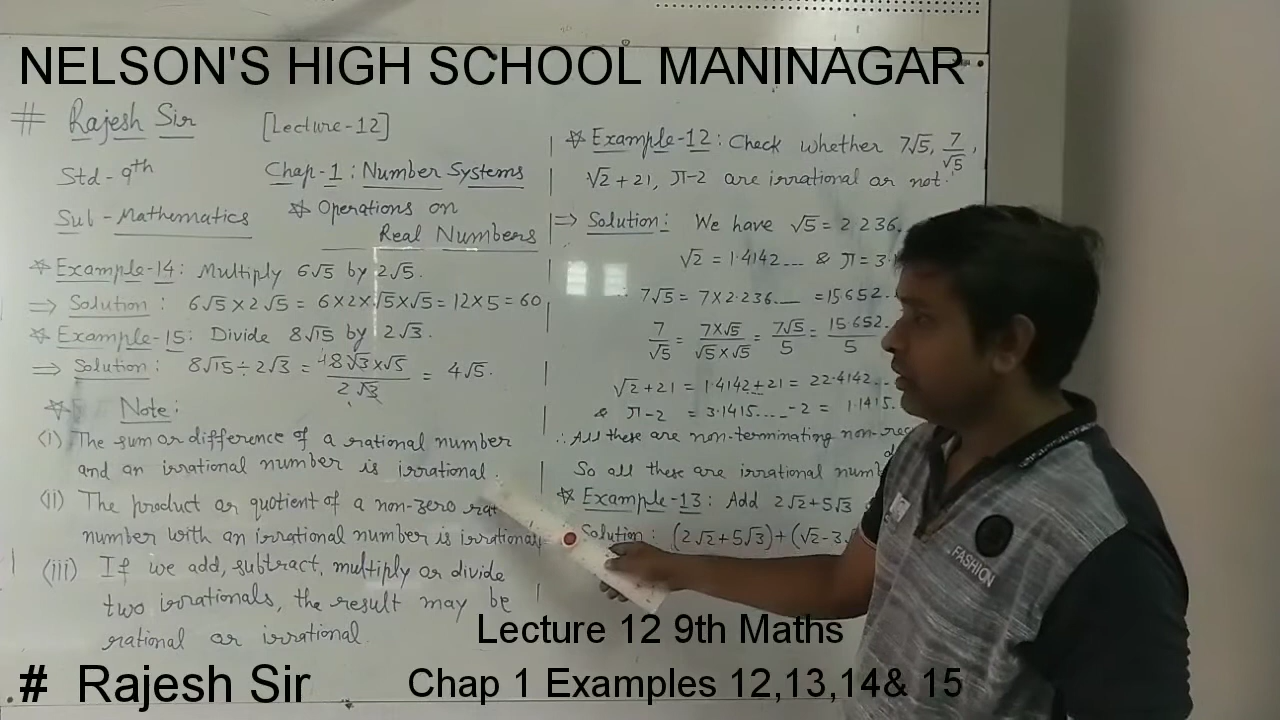 NELSON'S HIGH SCHOOL MANINAGAR
# Rajesh Sir [Lecture-12]
Std - 9th Chap-1 : Number Systems
Sub - Mathematics ☆ Operations on
Real Numbers
☆ Example-14: Multiply 6√5 by 2√5.
⇒ Solution : 6√5 × 2√5 = 6×2×√5×√5 = 12×5 = 60
☆ Example-15: Divide 8√15 by 2√3.
⇒ Solution : 8√15 ÷ 2√3 = 48√3×√5 / 2√3 = 4√5.
☆ Note:
(i) The sum or difference of a rational number
and an irrational number is irrational.
(ii) The product or quotient of a non-zero rat
number with an irrational number is irrational
(iii) If we add, subtract, multiply or divide
two irrationals, the result may be
rational or irrational.
☆ Example-12: Check whether 7√5, 7/√5,
√2+21, π-2 are irrational or not.
⇒ Solution: We have √5 = 2.236.
√2 = 1.4142... & π = 3.1
7√5 = 7×2.236... = 15.652..
7/√5 = 7×√5/√5×√5 = 7√5/5 = 15.652../5
√2+21 = 1.4142+21 = 22.4142...
& π-2 = 3.1415....-2 = 1.1415.
∴ All these are non-terminating non-rec
So all these are irrational numb
☆ Example-13: Add 2√2+5√3
Solution: (2√2+5√3)+(√2-3√
FASHION
Lecture 12 9th Maths
# Rajesh Sir Chap 1 Examples 12,13,14& 15